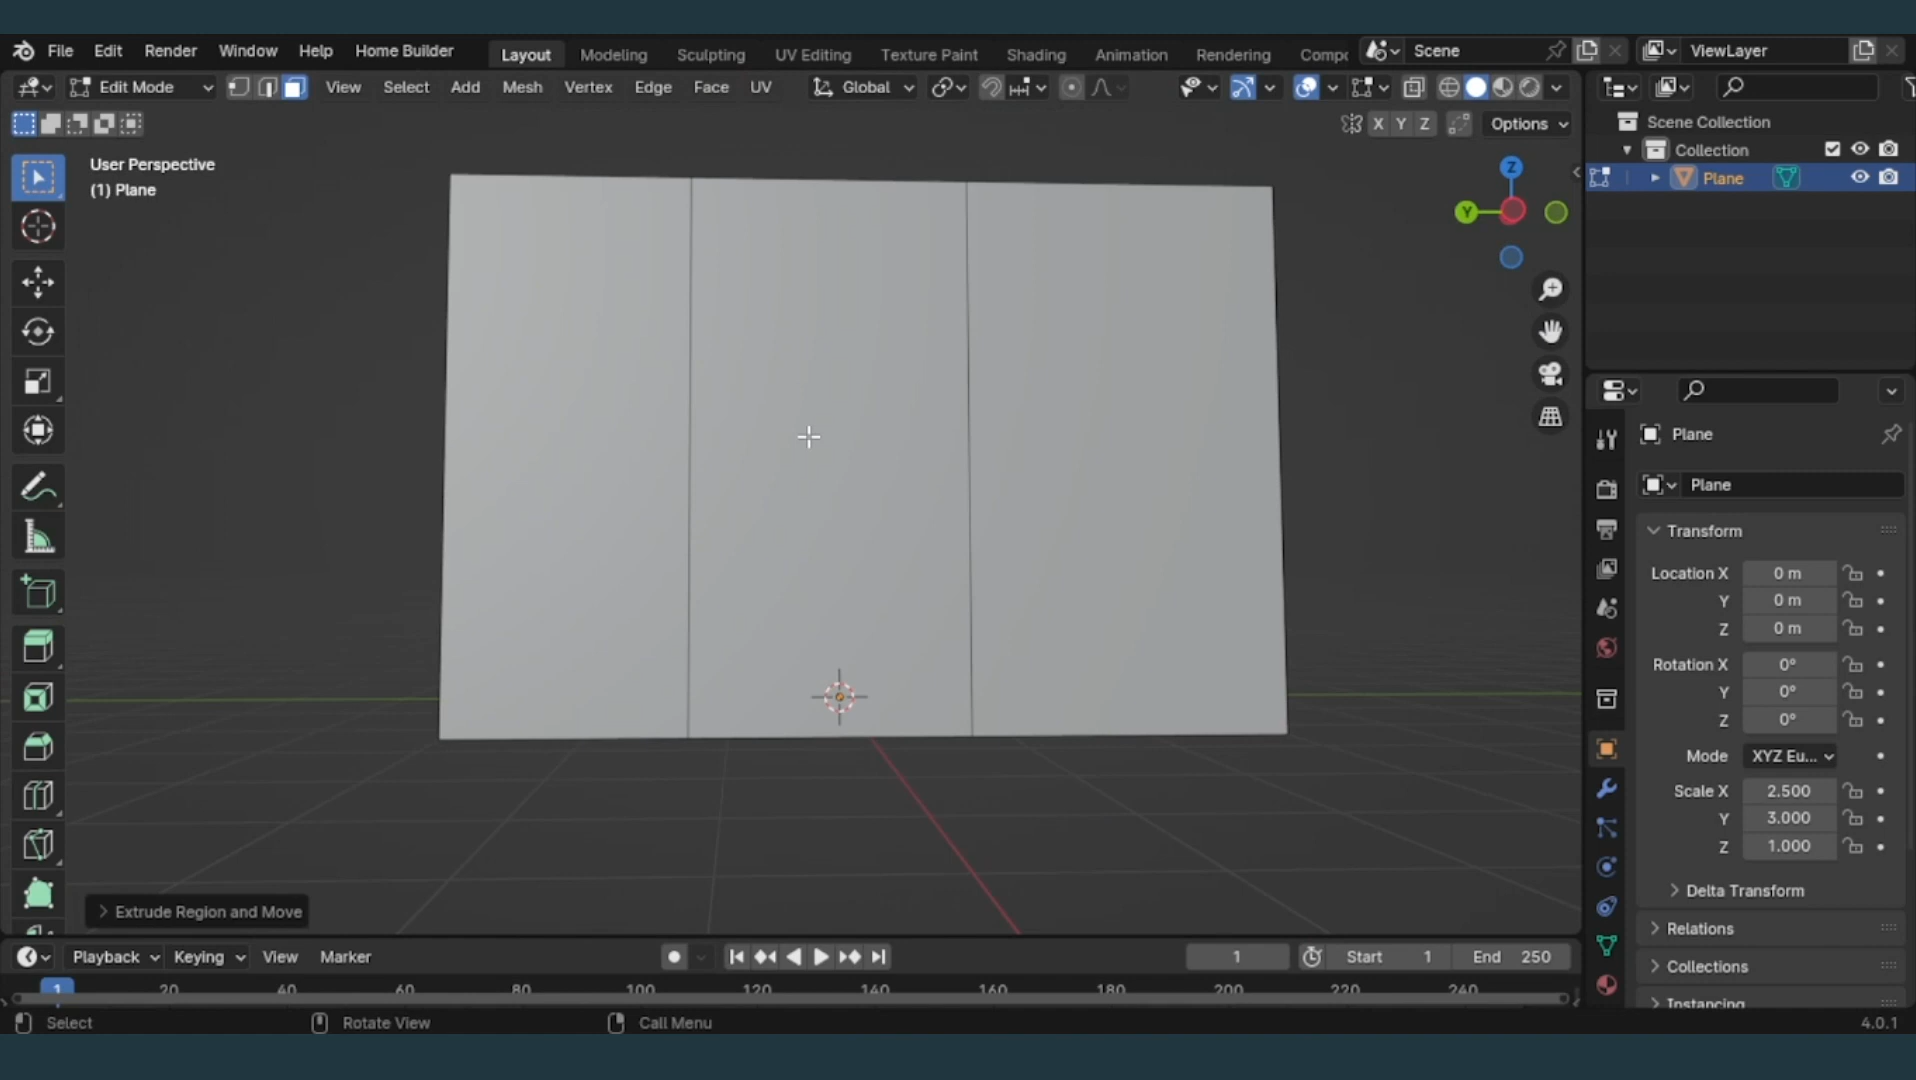 File Edit Render Window Help Home Builder Layout Modeling Sculpting UV Editing Texture Paint Shading Animation Rendering Compo Scene ViewLayer
Edit Mode View Select Add Mesh Vertex Edge Face UV Global
X Y Z Options
Scene Collection
Collection
Plane
User Perspective
(1) Plane
Z
Y
Plane
Plane
Transform
Location X 0 m
Y 0 m
Z 0 m
Rotation X 0°
Y 0°
Z 0°
Mode XYZ Eu...
Scale X 2.500
Y 3.000
Z 1.000
Delta Transform
Relations
Collections
Instancing
Extrude Region and Move
Playback Keying View Marker 1 Start 1 End 250
1 20 40 60 80 100 120 140 160 180 200 220 240
Select Rotate View Call Menu 4.0.1